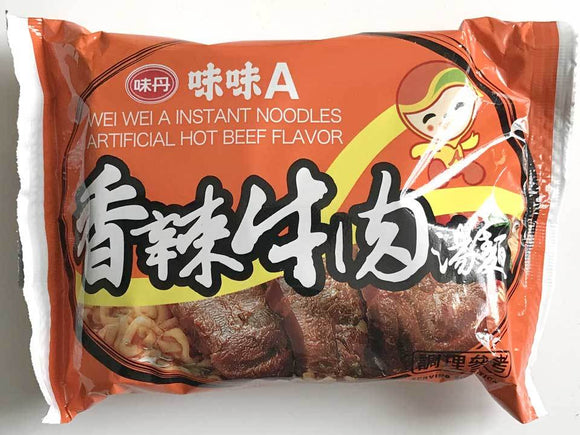 味丹 味味A
WEI WEI A INSTANT NOODLES
ARTIFICIAL HOT BEEF FLAVOR
香辣牛肉湯麵
調理參考
SERVING